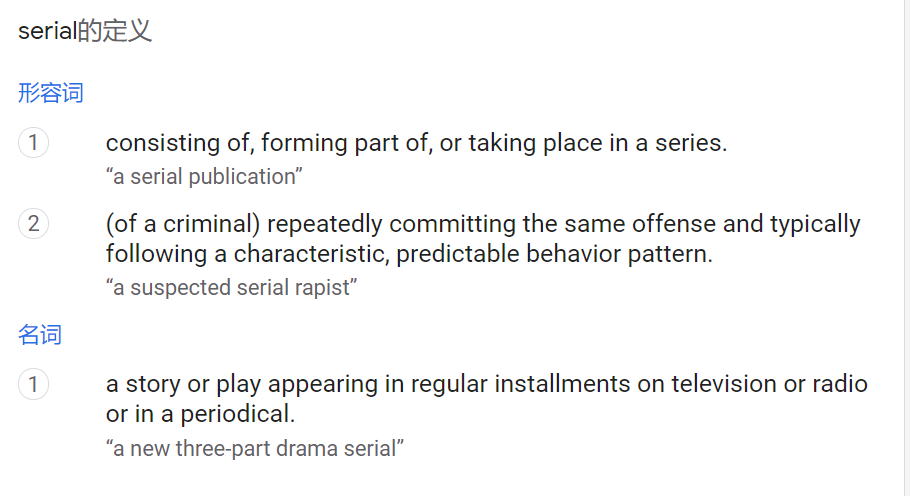 serial的定义
形容词
1 consisting of, forming part of, or taking place in a series.
“a serial publication”
2 (of a criminal) repeatedly committing the same offense and typically
following a characteristic, predictable behavior pattern.
“a suspected serial rapist”
名词
1 a story or play appearing in regular installments on television or radio
or in a periodical.
“a new three-part drama serial”